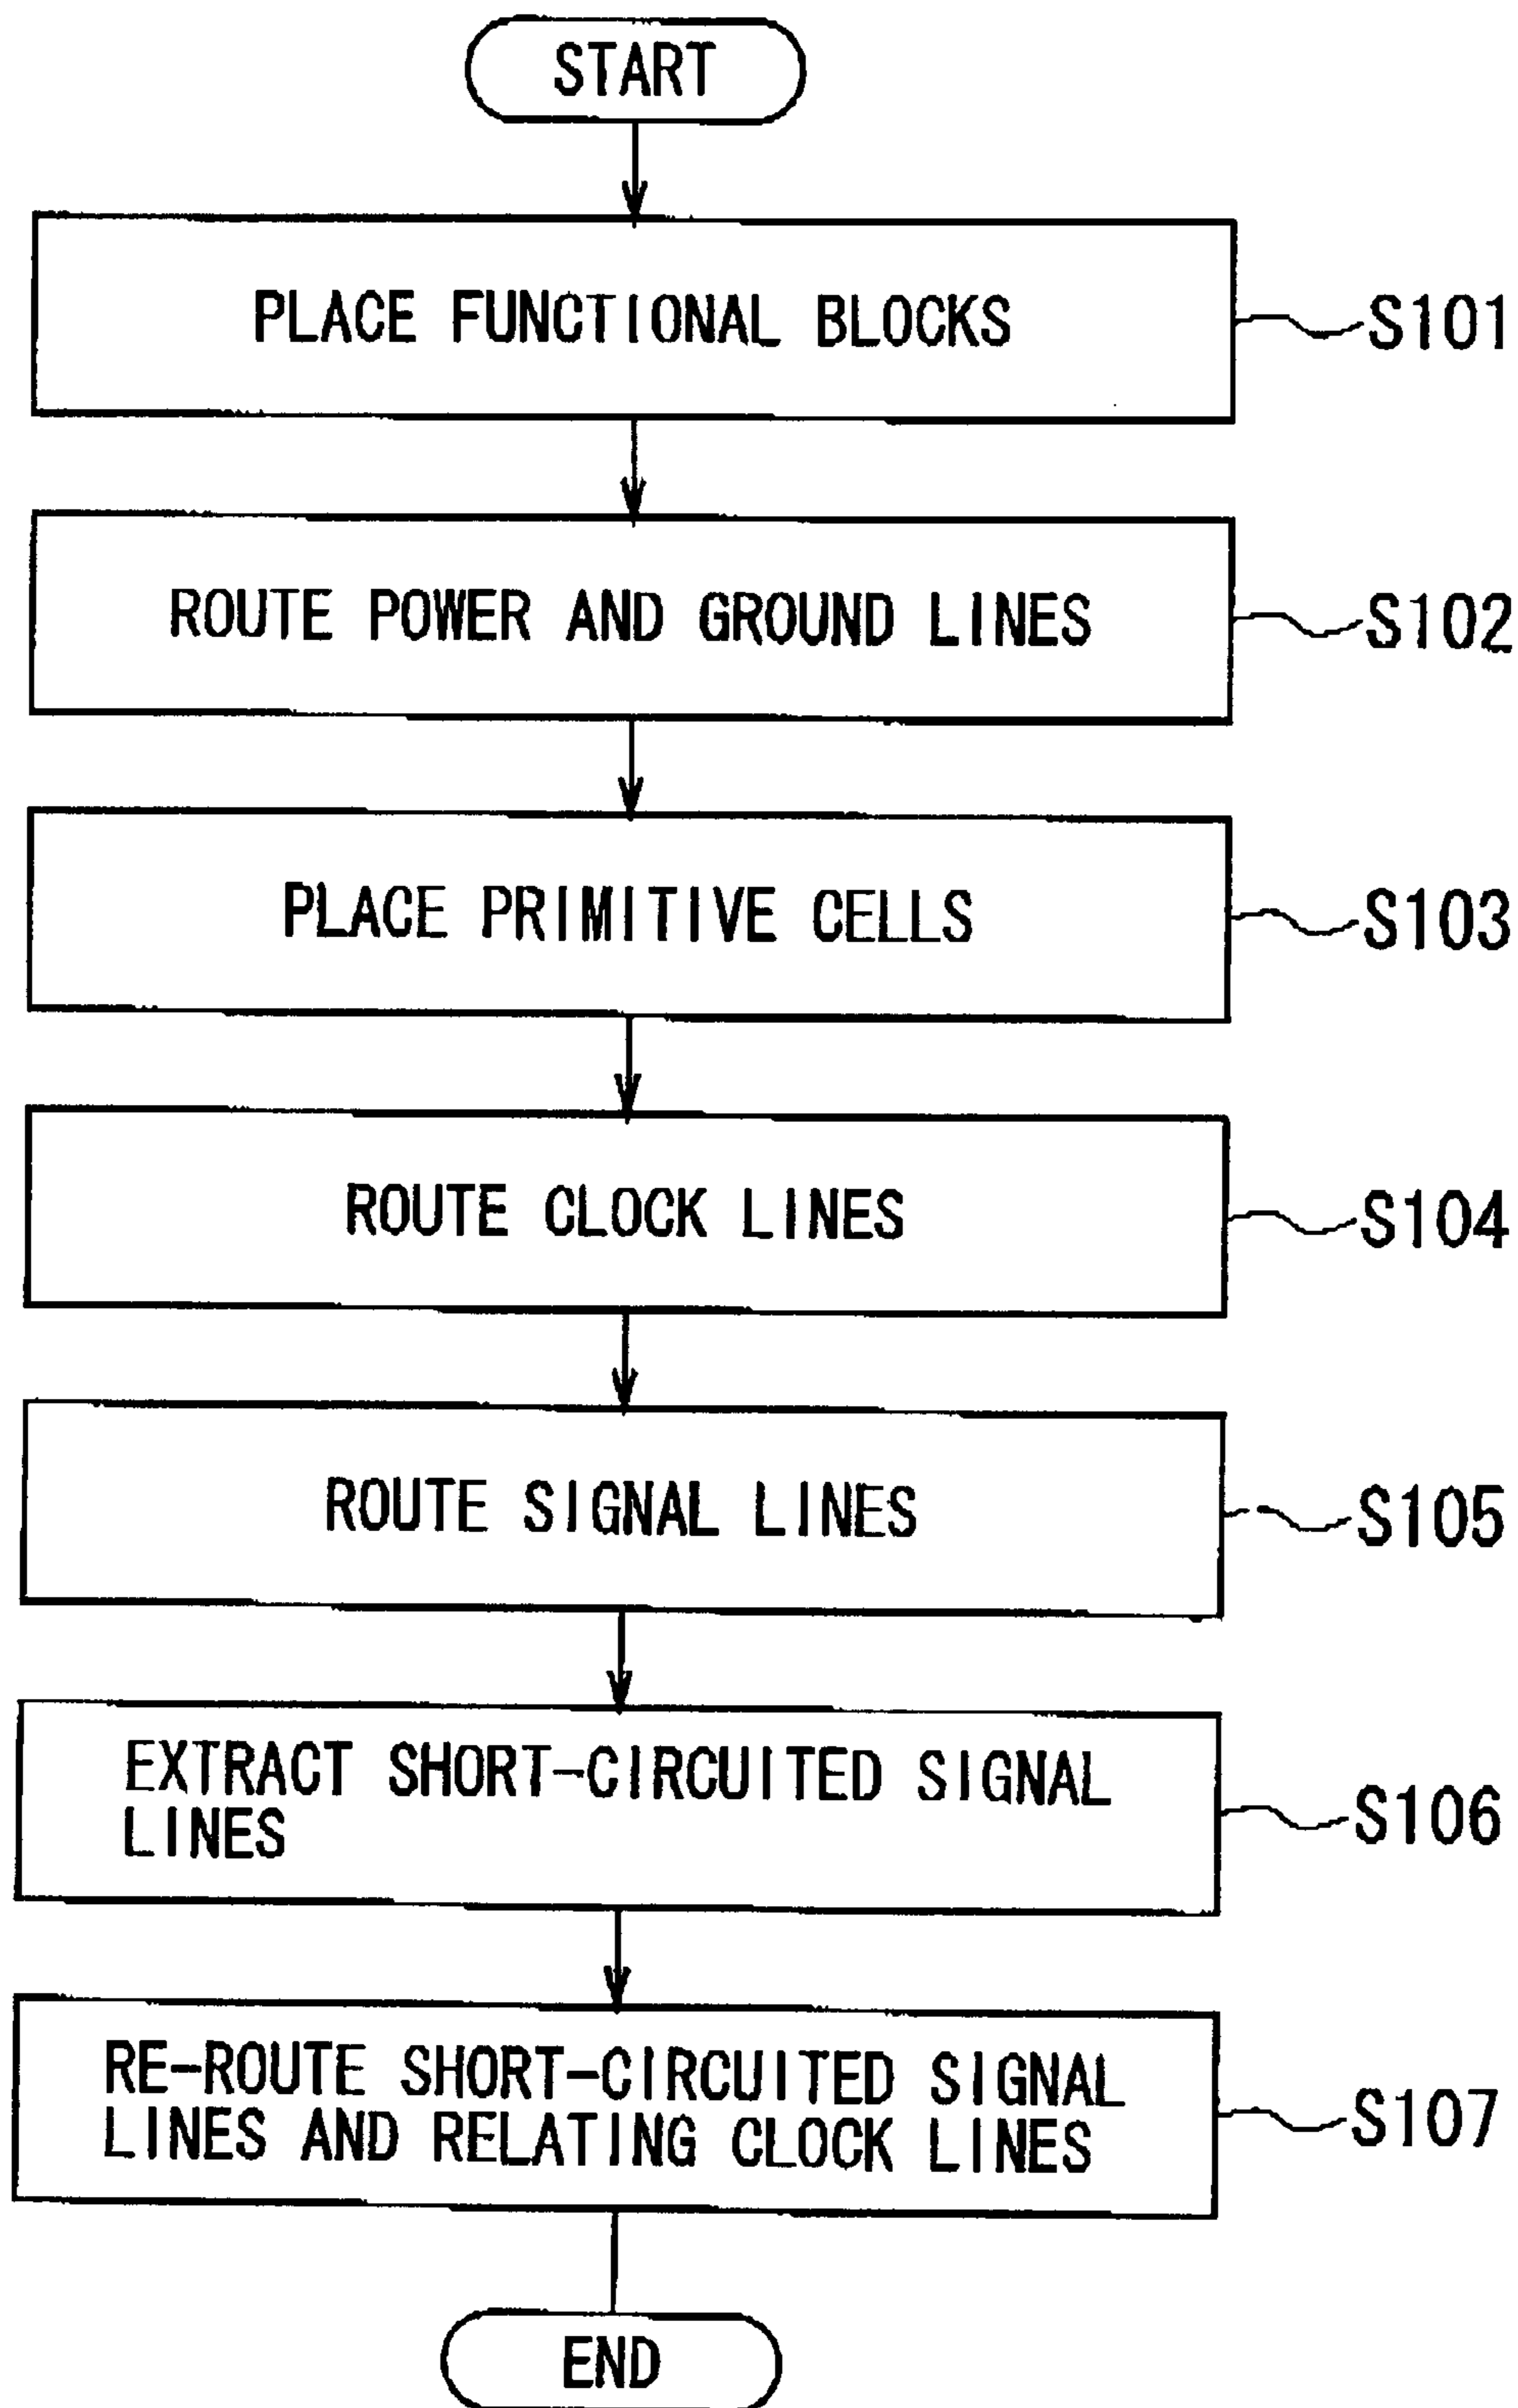 START
PLACE FUNCTIONAL BLOCKS
S101
ROUTE POWER AND GROUND LINES
S102
PLACE PRIMITIVE CELLS
S103
ROUTE CLOCK LINES
S104
ROUTE SIGNAL LINES
S105
EXTRACT SHORT-CIRCUITED SIGNAL
LINES
S106
RE-ROUTE SHORT-CIRCUITED SIGNAL
LINES AND RELATING CLOCK LINES
S107
END